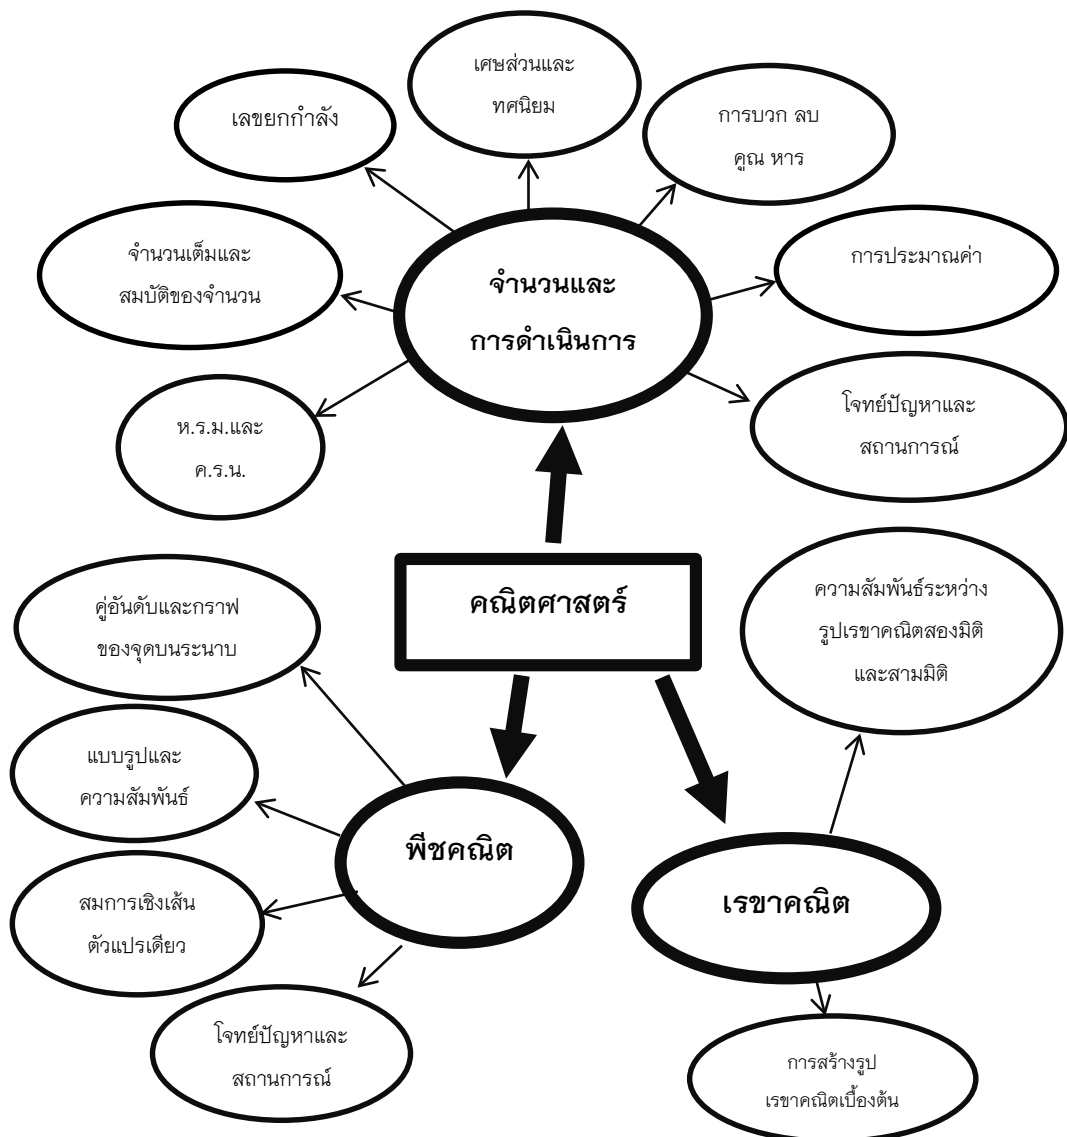 เศษส่วนและ
ทศนิยม
เลขยกกำลัง
การบวก ลบ
คูณ หาร
จำนวนเต็มและ
สมบัติของจำนวน
การประมาณค่า
จำนวนและ
การดำเนินการ
ห.ร.ม.และ
ค.ร.น.
โจทย์ปัญหาและ
สถานการณ์
คณิตศาสตร์
คู่อันดับและกราฟ
ของจุดบนระนาบ
ความสัมพันธ์ระหว่าง
รูปเรขาคณิตสองมิติ
และสามมิติ
แบบรูปและ
ความสัมพันธ์
พีชคณิต
สมการเชิงเส้น
ตัวแปรเดียว
เรขาคณิต
โจทย์ปัญหาและ
สถานการณ์
การสร้างรูป
เรขาคณิตเบื้องต้น